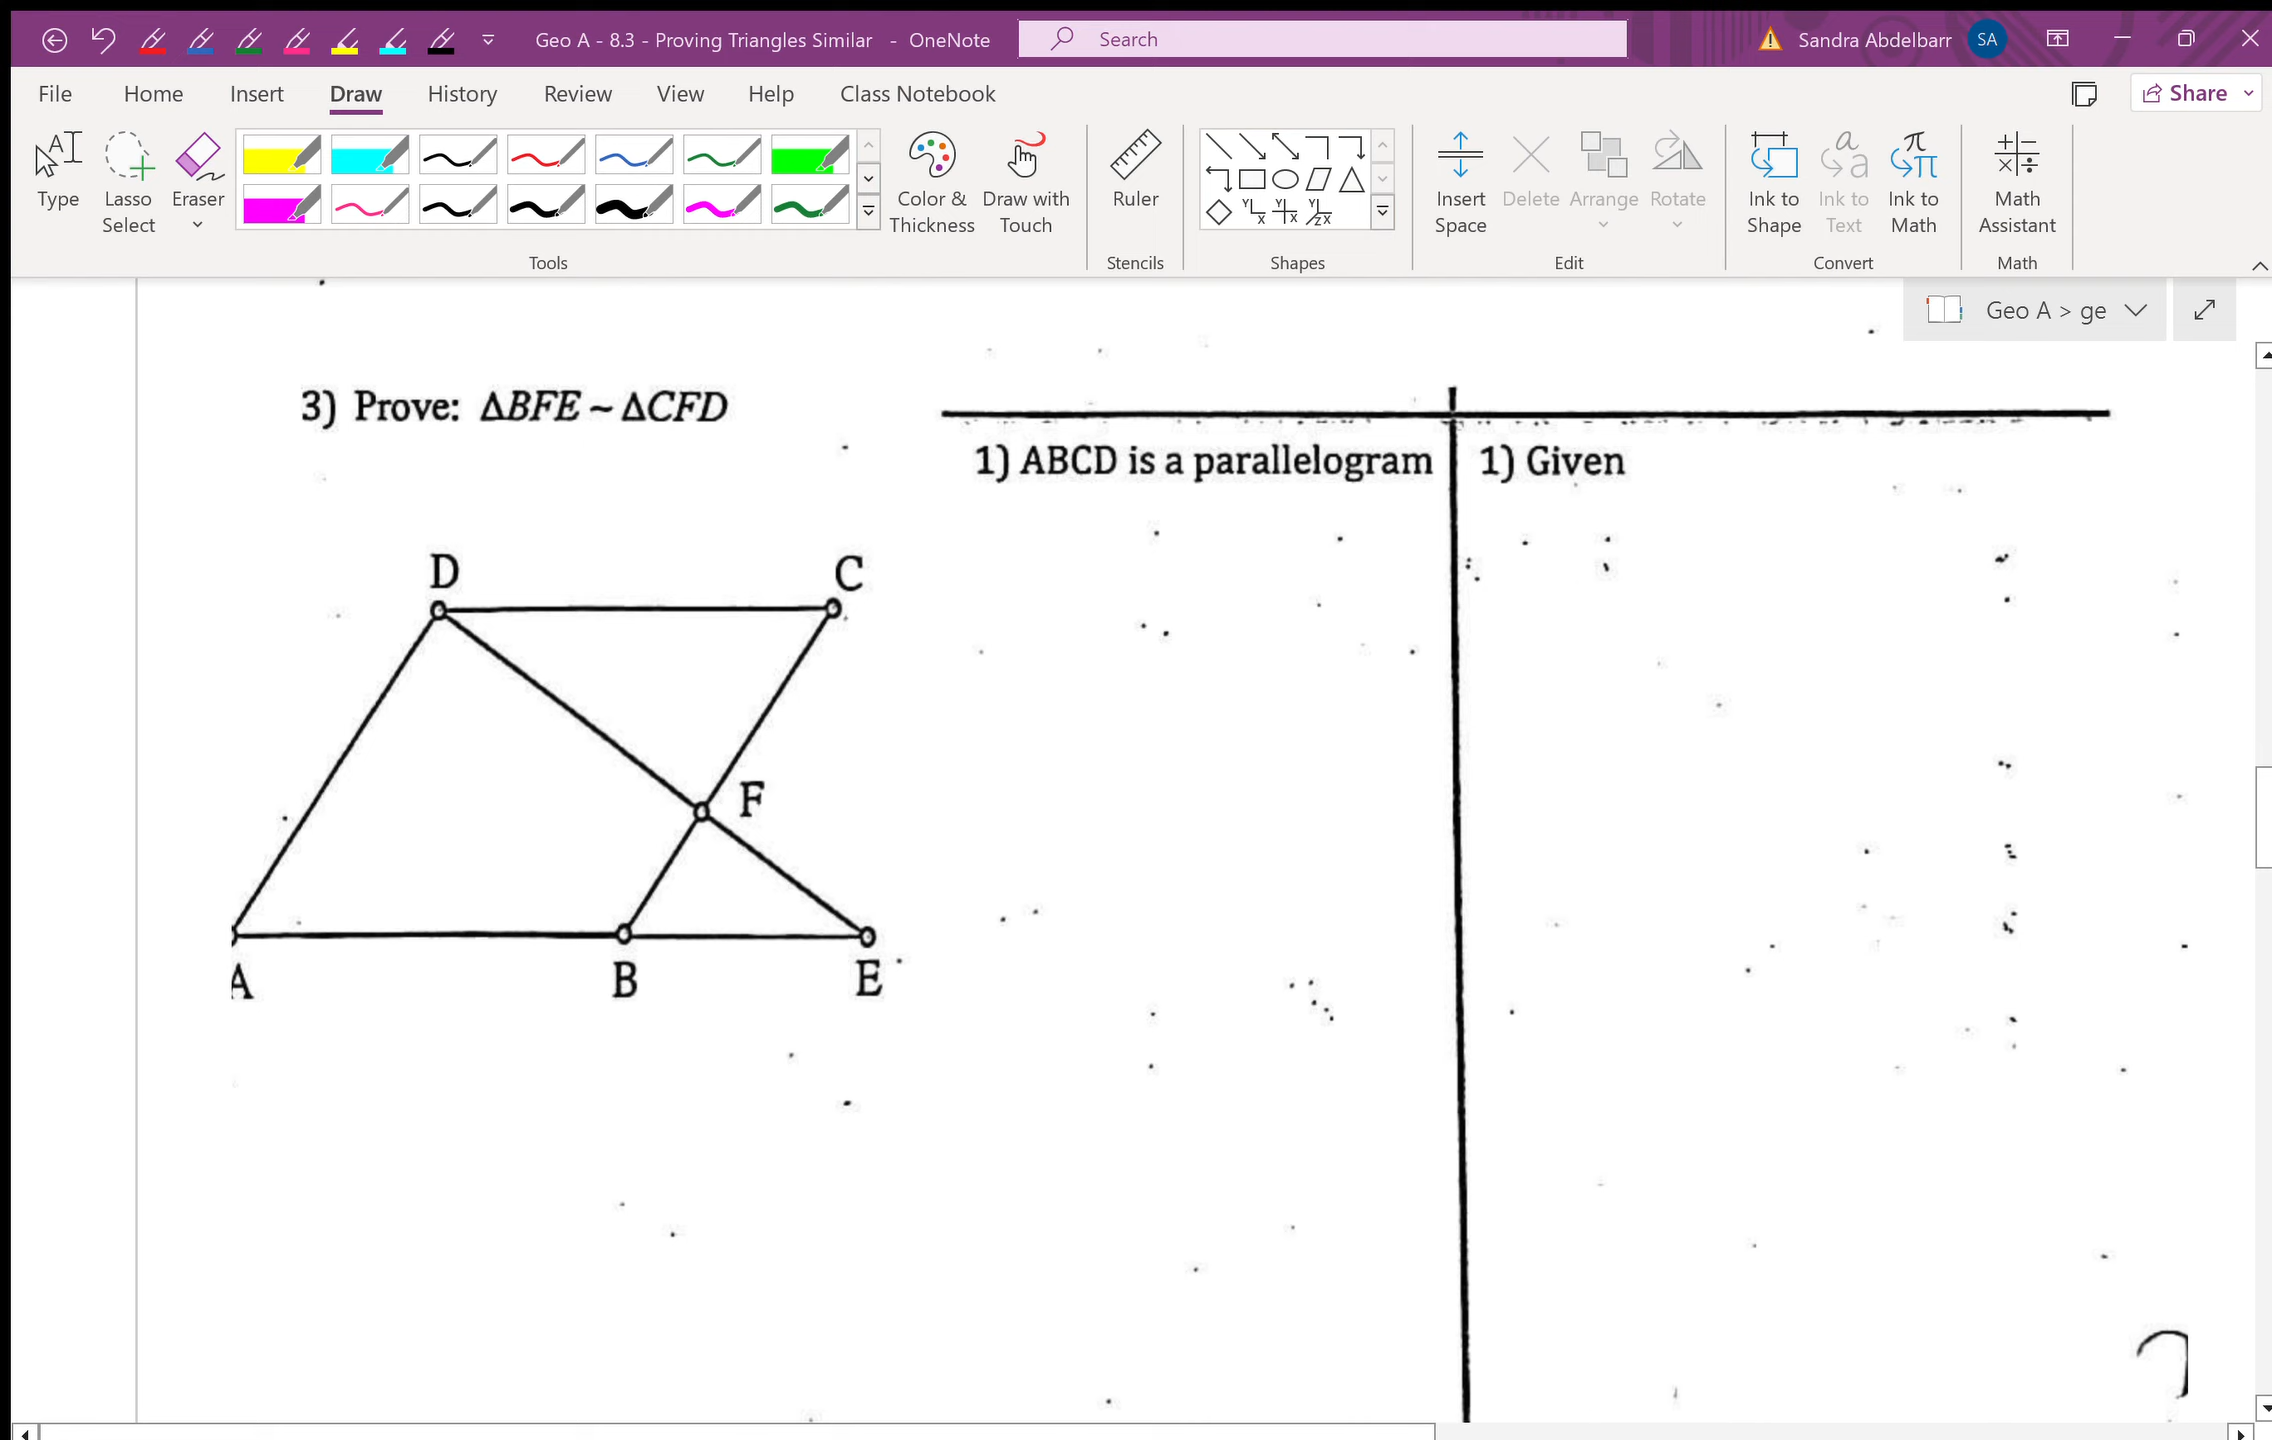 Geo A - 8.3 - Proving Triangles Similar - OneNote
Search
Sandra Abdelbarr
SA
File
Home
Insert
Draw
History
Review
View
Help
Class Notebook
Share
Type
Lasso Select
Eraser
Color & Thickness
Draw with Touch
Ruler
Insert Space
Delete
Arrange
Rotate
Ink to Shape
Ink to Text
Ink to Math
Math Assistant
Tools
Stencils
Shapes
Edit
Convert
Math
Geo A > ge
3) Prove: ΔBFE ~ ΔCFD
1) ABCD is a parallelogram
1) Given
D
C
F
A
B
E